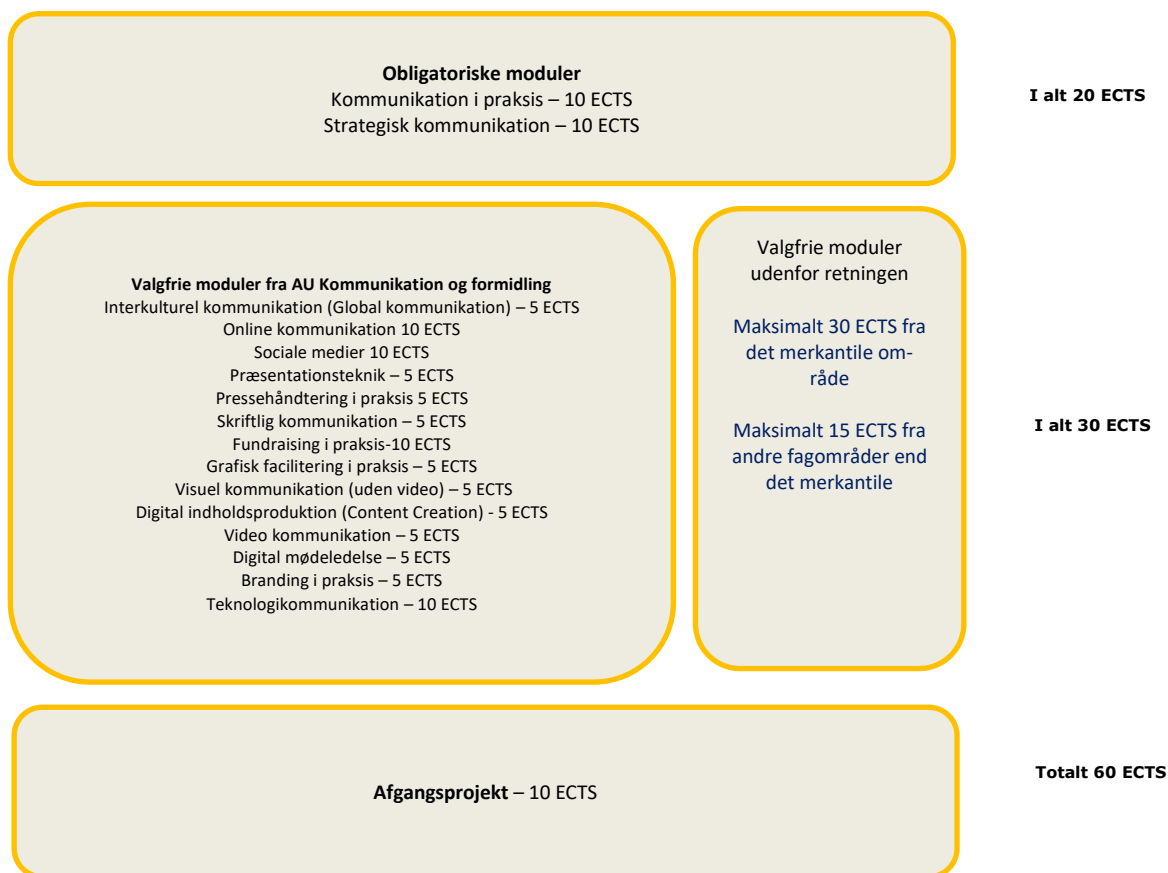 Obligatoriske moduler
Kommunikation i praksis – 10 ECTS
Strategisk kommunikation – 10 ECTS
I alt 20 ECTS
Valgfrie moduler fra AU Kommunikation og formidling
Interkulturel kommunikation (Global kommunikation) – 5 ECTS
Online kommunikation 10 ECTS
Sociale medier 10 ECTS
Præsentationsteknik – 5 ECTS
Pressehåndtering i praksis 5 ECTS
Skriftlig kommunikation – 5 ECTS
Fundraising i praksis-10 ECTS
Grafisk facilitering i praksis – 5 ECTS
Visuel kommunikation (uden video) – 5 ECTS
Digital indholdsproduktion (Content Creation) - 5 ECTS
Video kommunikation – 5 ECTS
Digital mødeledelse – 5 ECTS
Branding i praksis – 5 ECTS
Teknologikommunikation – 10 ECTS
Valgfrie moduler
udenfor retningen
Maksimalt 30 ECTS fra
det merkantile om-
råde
Maksimalt 15 ECTS fra
andre fagområder end
det merkantile
I alt 30 ECTS
Afgangsprojekt – 10 ECTS
Totalt 60 ECTS